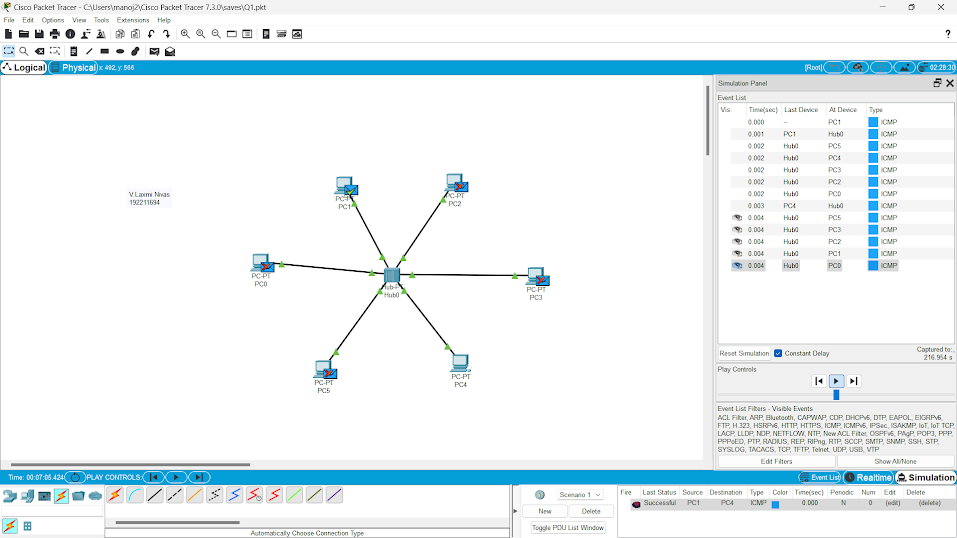 Cisco Packet Tracer - C:\Users\manoj2\Cisco Packet Tracer 7.3.0\saves\Q1.pkt
File Edit Options View Tools Extensions Help
Logical Physical x: 492, y: 566 [Root] 02:28:30
Simulation Panel
Event List
Vis. Time(sec) Last Device At Device Type
0.000 -- PC1 ICMP
0.001 PC1 Hub0 ICMP
0.002 Hub0 PC5 ICMP
0.002 Hub0 PC4 ICMP
0.002 Hub0 PC3 ICMP
0.002 Hub0 PC2 ICMP
0.002 Hub0 PC0 ICMP
0.003 PC4 Hub0 ICMP
0.004 Hub0 PC5 ICMP
0.004 Hub0 PC3 ICMP
0.004 Hub0 PC2 ICMP
0.004 Hub0 PC1 ICMP
0.004 Hub0 PC0 ICMP
V Laxmi Nivas
192211694
PC1
PC-PT
PC2
PC-PT
PC0
Hub0
PC-PT
PC3
PC-PT
PC5
PC-PT
PC4
Reset Simulation Constant Delay Captured to:
216.954 s
Play Controls
Event List Filters - Visible Events
ACL Filter, ARP, Bluetooth, CAPWAP, CDP, DHCPv6, DTP, EAPOL, EIGRPv6,
FTP, H.323, HSRPv6, HTTP, HTTPS, ICMP, ICMPv6, IPSec, ISAKMP, IoT, IoT TCP,
LACP, LLDP, NDP, NETFLOW, NTP, New ACL Filter, OSPFv6, PAgP, POP3, PPP,
PPPoED, PTP, RADIUS, REP, RIPng, RTP, SCCP, SMTP, SNMP, SSH, STP,
SYSLOG, TACACS, TCP, TFTP, Telnet, UDP, USB, VTP
Edit Filters Show All/None
Time: 00:07:05.424 PLAY CONTROLS: Event List Realtime Simulation
Scenario 1
New Delete
Toggle PDU List Window
Fire Last Status Source Destination Type Color Time(sec) Periodic Num Edit Delete
Successful PC1 PC4 ICMP 0.000 N 0 (edit) (delete)
Automatically Choose Connection Type